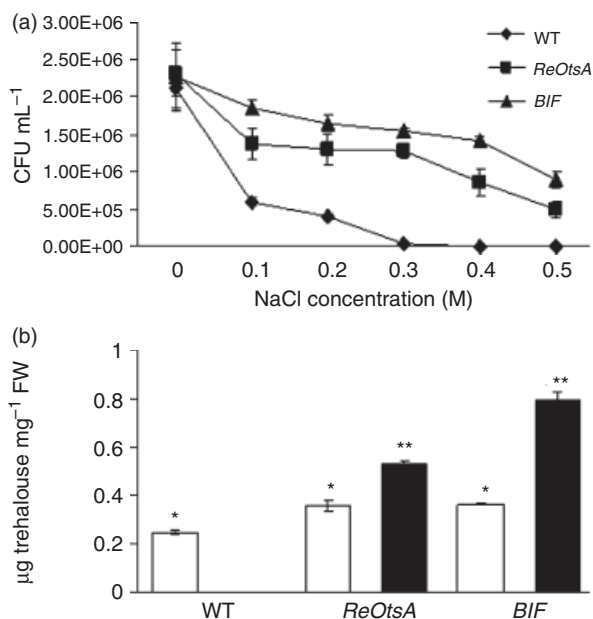 (a)
3.00E+06
2.50E+06
2.00E+06
1.50E+06
1.00E+06
5.00E+05
0.00E+00
CFU mL⁻¹
WT
ReOtsA
BIF
0 0.1 0.2 0.3 0.4 0.5
NaCl concentration (M)
(b)
1
0.8
0.6
0.4
0.2
0
µg trehalouse mg⁻¹ FW
*
*
**
*
**
WT ReOtsA BIF